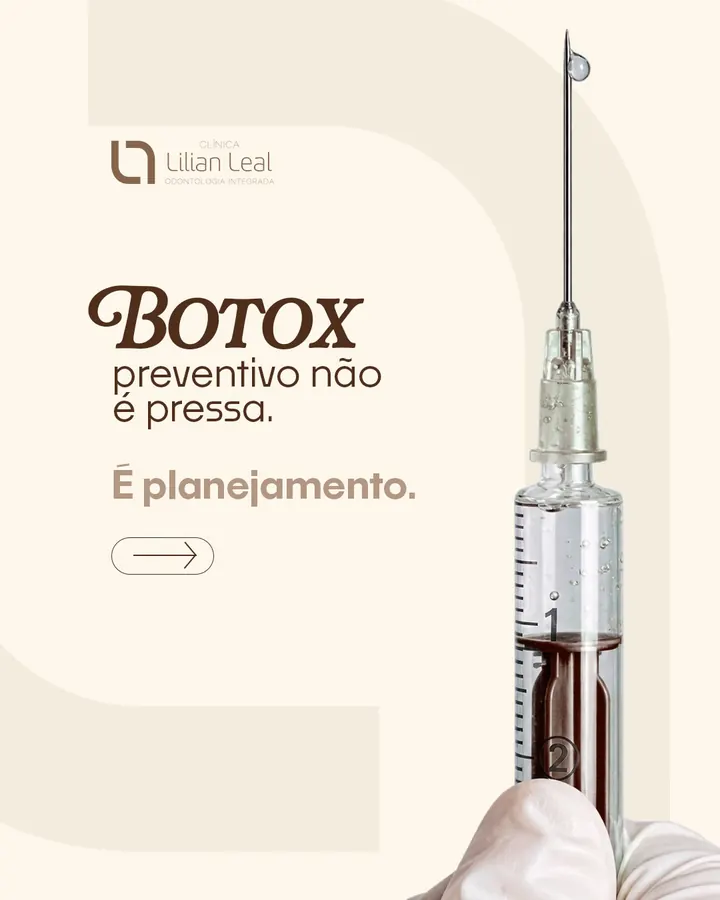 CLÍNICA
Lilian Leal
ODONTOLOGIA INTEGRADA
BOTOX
preventivo não
é pressa.
É planejamento.
1
2